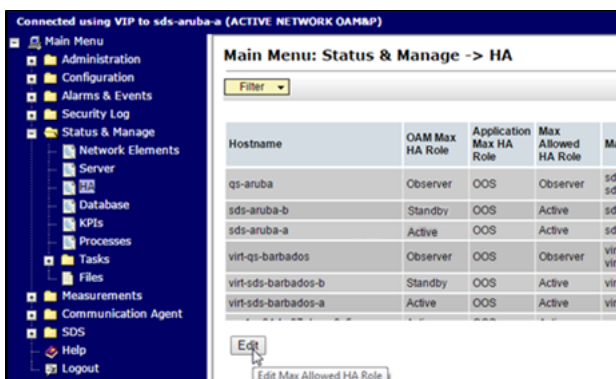 Connected using VIP to sds-aruba-a (ACTIVE NETWORK OAM&P)
Main Menu
Administration
Configuration
Alarms & Events
Security Log
Status & Manage
Network Elements
Server
HA
Database
KPIs
Processes
Tasks
Files
Measurements
Communication Agent
SDS
Help
Logout
Main Menu: Status & Manage -> HA
Filter
Hostname OAM Max HA Role Application Max HA Role Max Allowed HA Role
qs-aruba Observer OOS Observer
sds-aruba-b Standby OOS Active
sds-aruba-a Active OOS Active
virt-qs-barbados Observer OOS Observer
virt-sds-barbados-b Standby OOS Active
virt-sds-barbados-a Active OOS Active
Edit
Edit Max Allowed HA Role